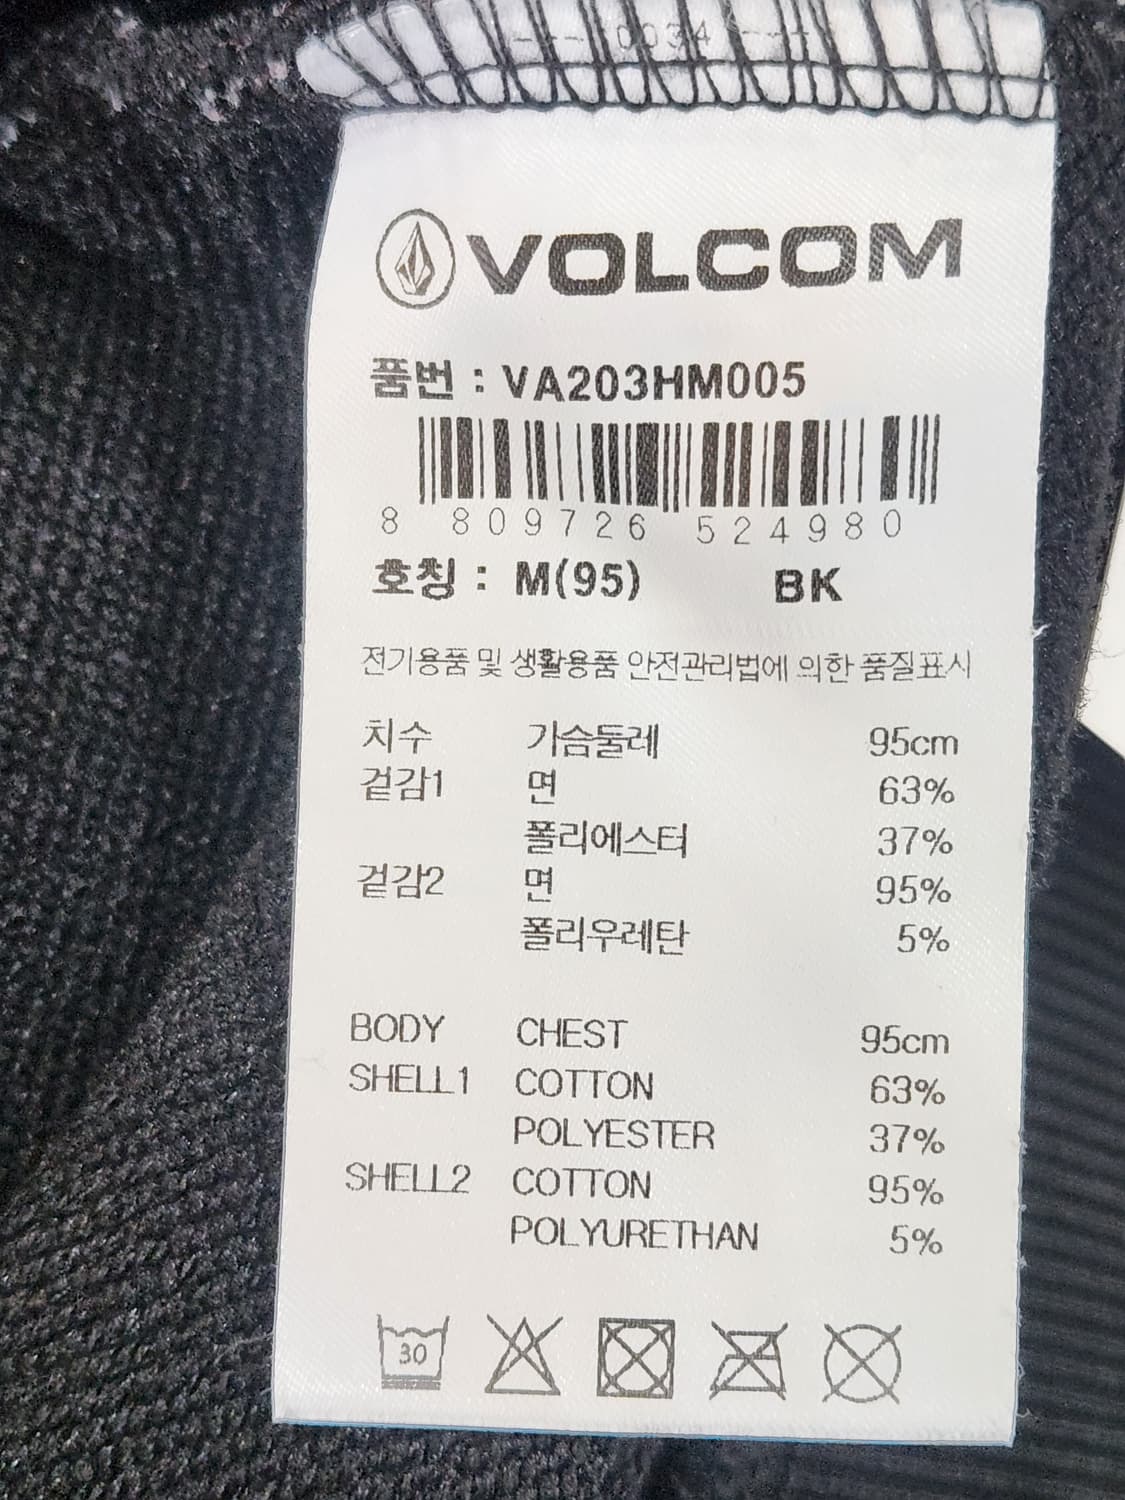 --- 0034 ---
VOLCOM
품번 : VA203HM005
8 809726 524980
호칭 : M(95) BK
전기용품 및 생활용품 안전관리법에 의한 품질표시
치수 가슴둘레 95cm
겉감1 면 63%
폴리에스터 37%
겉감2 면 95%
폴리우레탄 5%
BODY CHEST 95cm
SHELL1 COTTON 63%
POLYESTER 37%
SHELL2 COTTON 95%
POLYURETHAN 5%
30